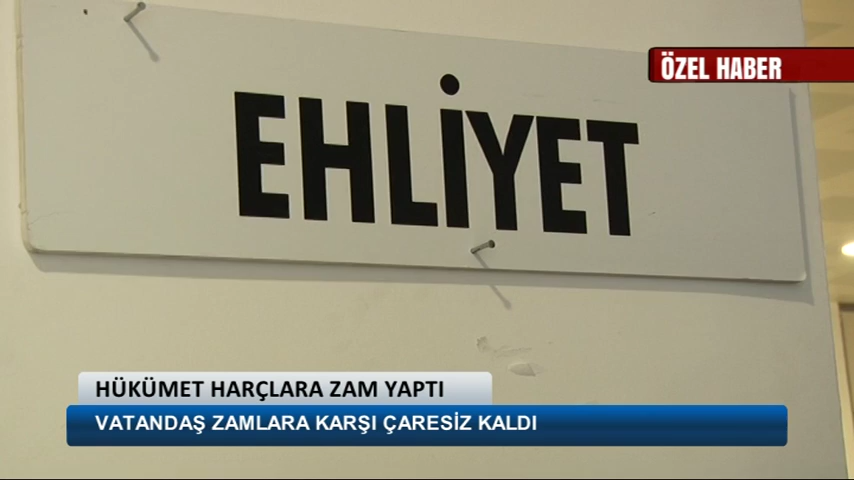 ÖZEL HABER
EHLİYET
HÜKÜMET HARÇLARA ZAM YAPTI
VATANDAŞ ZAMLARA KARŞI ÇARESİZ KALDI